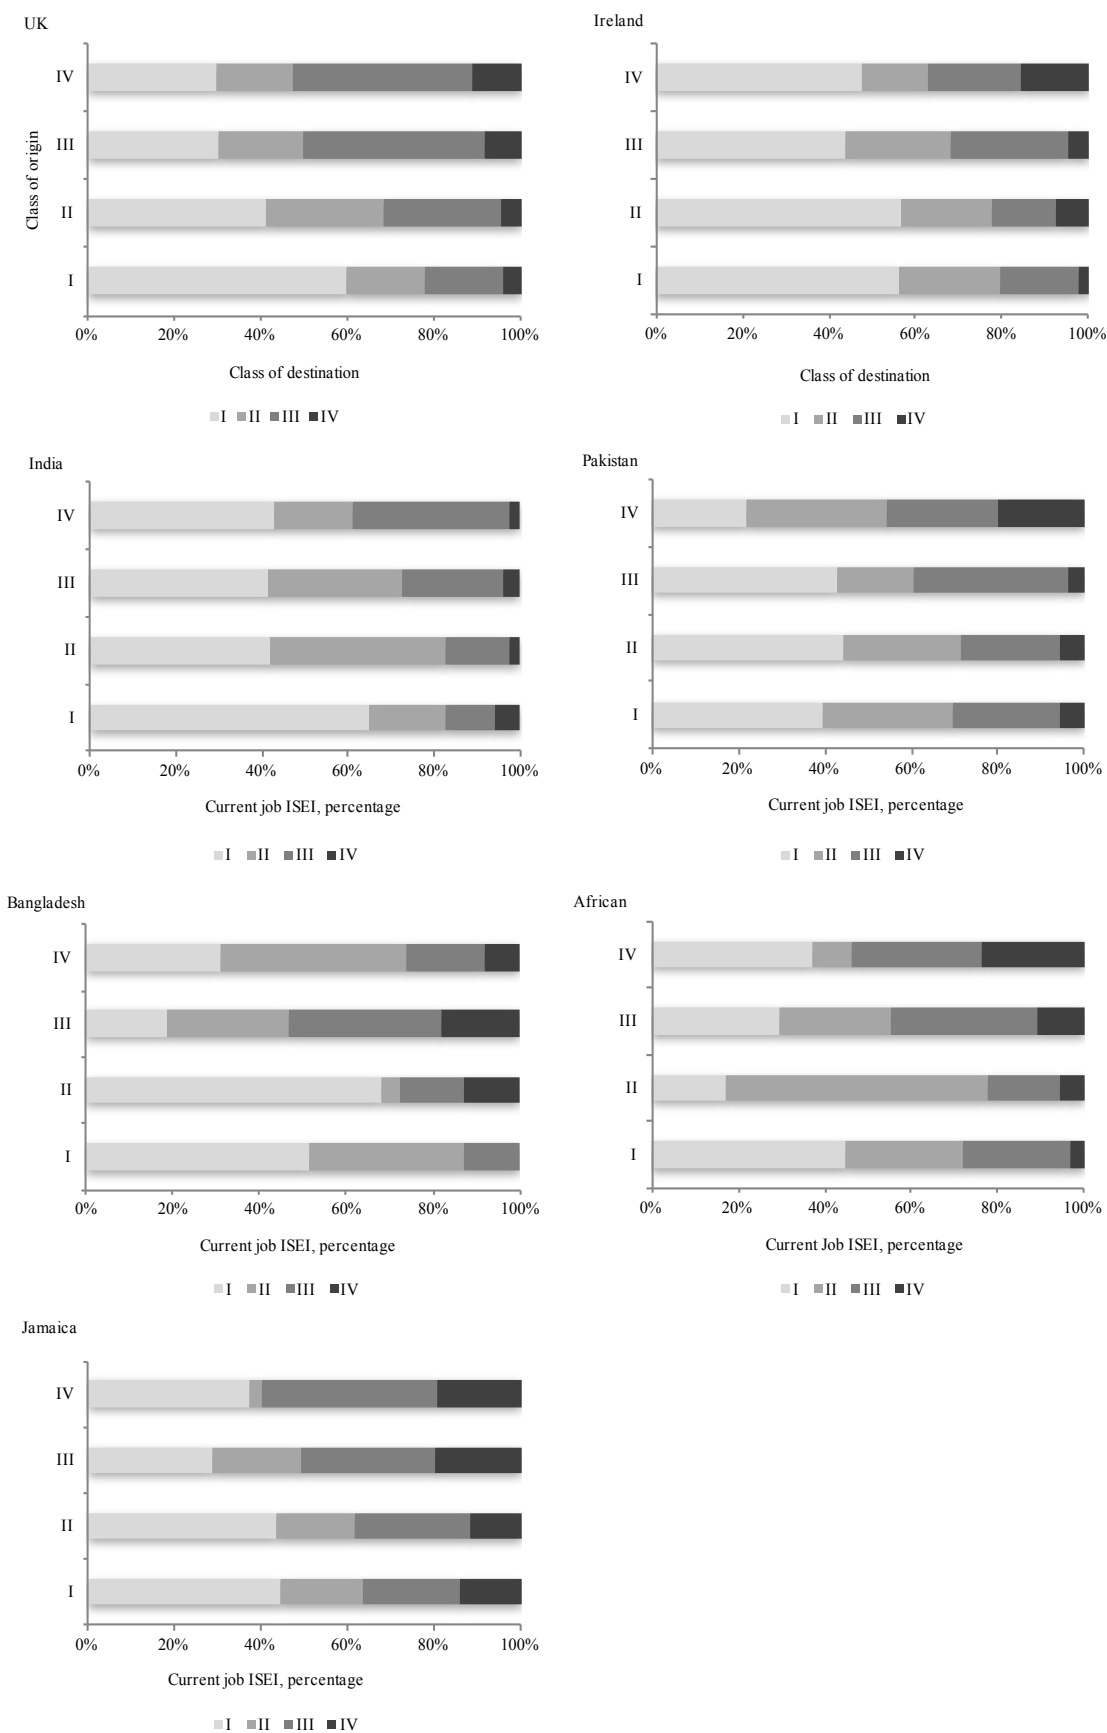 UK
Class of origin
IV
III
II
I
0% 20% 40% 60% 80% 100%
Class of destination
I II III IV
Ireland
IV
III
II
I
0% 20% 40% 60% 80% 100%
Class of destination
I II III IV
India
IV
III
II
I
0% 20% 40% 60% 80% 100%
Current job ISEI, percentage
I II III IV
Pakistan
IV
III
II
I
0% 20% 40% 60% 80% 100%
Current job ISEI, percentage
I II III IV
Bangladesh
IV
III
II
I
0% 20% 40% 60% 80% 100%
Current job ISEI, percentage
I II III IV
African
IV
III
II
I
0% 20% 40% 60% 80% 100%
Current Job ISEI, percentage
I II III IV
Jamaica
IV
III
II
I
0% 20% 40% 60% 80% 100%
Current job ISEI, percentage
I II III IV